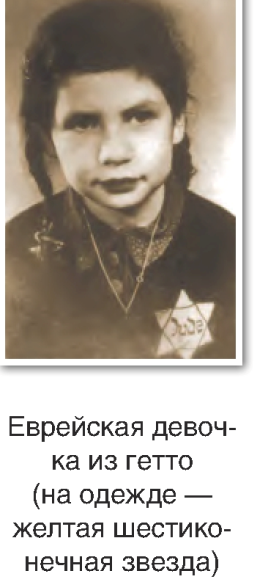 Jude
Еврейская девоч-
ка из гетто
(на одежде —
желтая шестико-
нечная звезда)